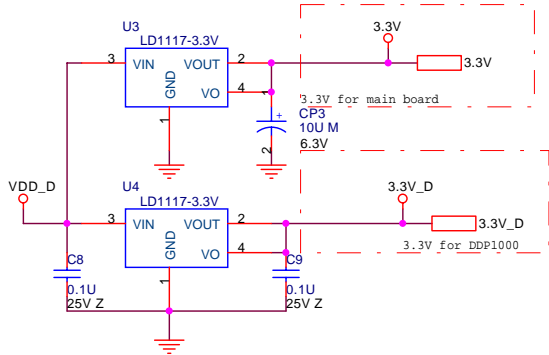 U3
LD1117-3.3V
3 VIN VOUT 2
VO 4
GND
1
3.3V
3.3V
3.3V for main board
1
+
CP3
10U M
6.3V
2
VDD_D
U4
LD1117-3.3V
3 VIN VOUT 2
VO 4
GND
1
3.3V_D
3.3V_D
3.3V for DDP1000
C8
0.1U
25V Z
C9
0.1U
25V Z